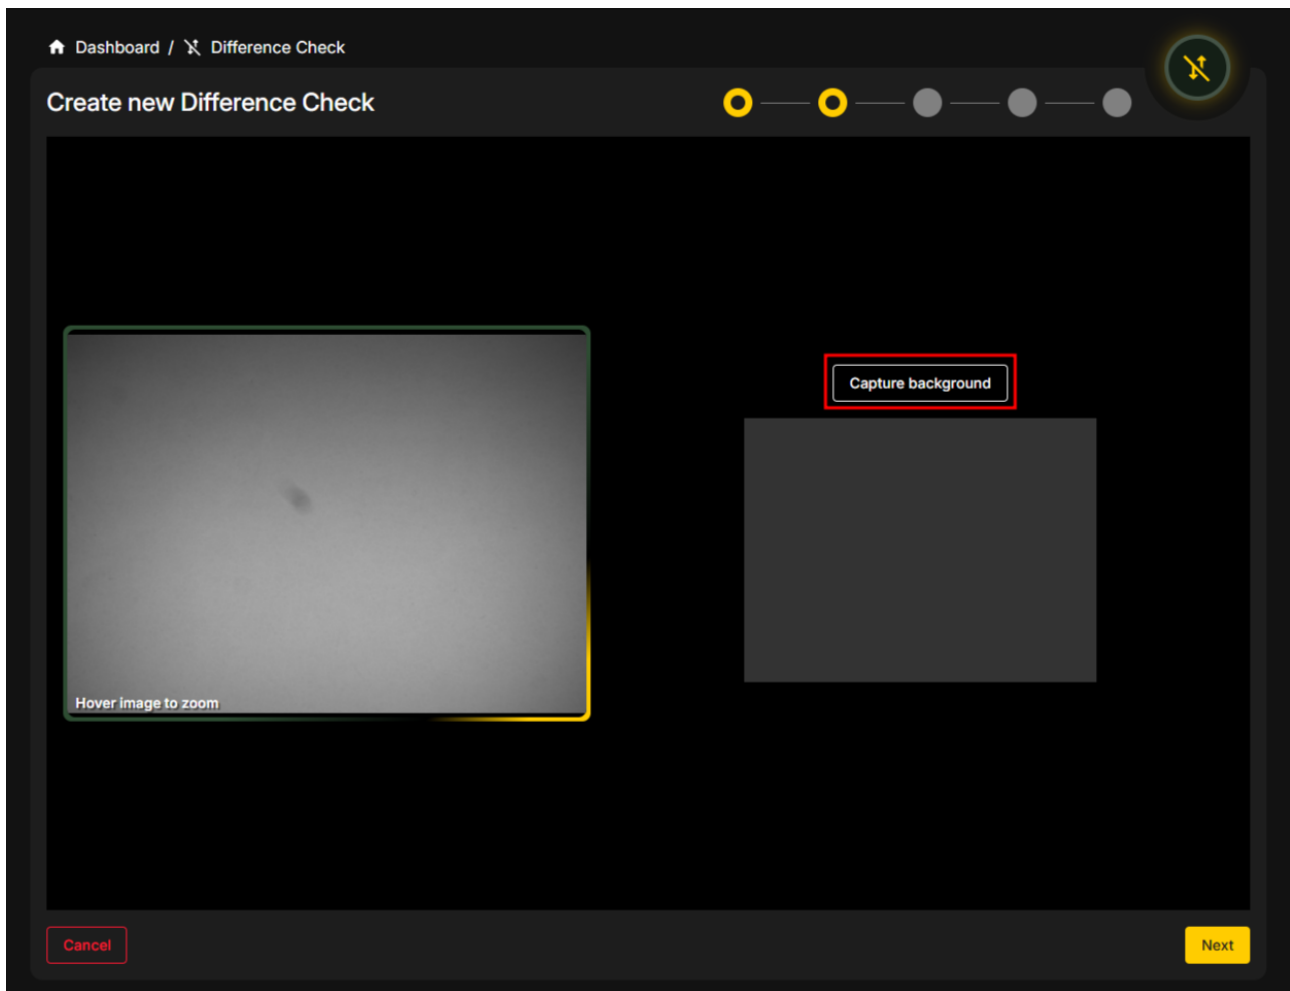 Dashboard / Difference Check
Create new Difference Check
Capture background
Hover image to zoom
Cancel
Next